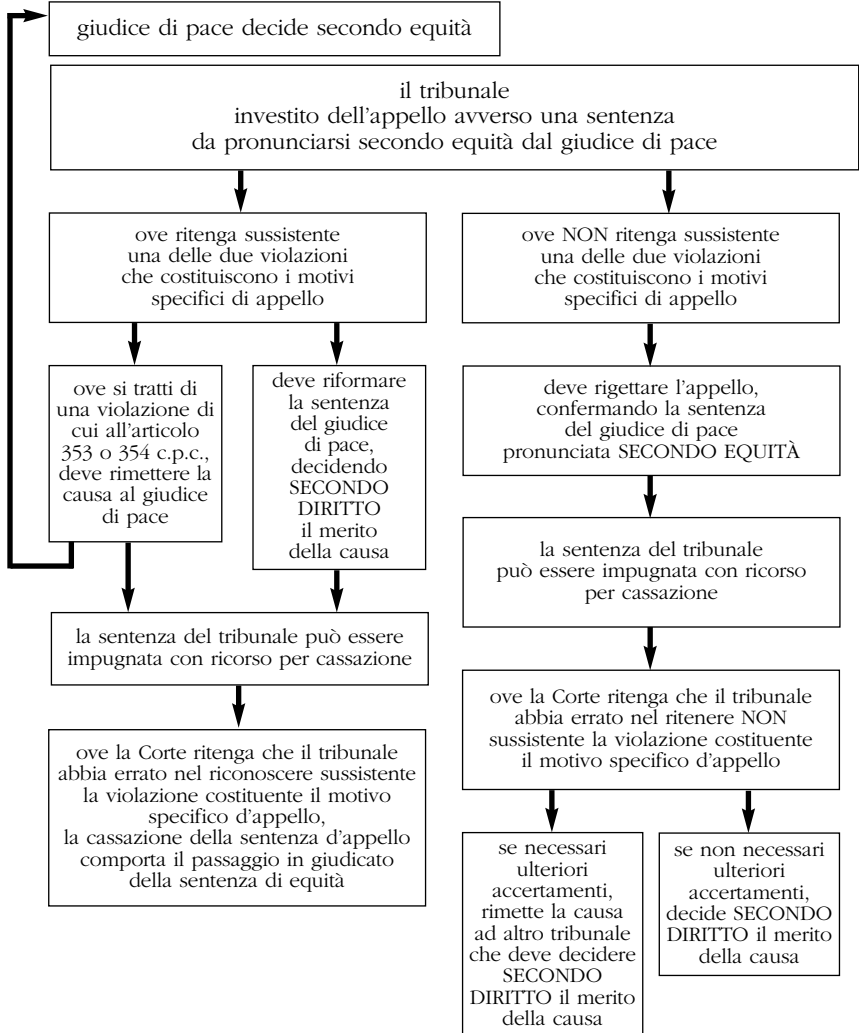 giudice di pace decide secondo equità
il tribunale
investito dell'appello avverso una sentenza
da pronunciarsi secondo equità dal giudice di pace
ove ritenga sussistente
una delle due violazioni
che costituiscono i motivi
specifici di appello
ove NON ritenga sussistente
una delle due violazioni
che costituiscono i motivi
specifici di appello
ove si tratti di
una violazione di
cui all'articolo
353 o 354 c.p.c.,
deve rimettere la
causa al giudice
di pace
deve riformare
la sentenza
del giudice
di pace,
decidendo
SECONDO
DIRITTO
il merito
della causa
deve rigettare l'appello,
confermando la sentenza
del giudice di pace
pronunciata SECONDO EQUITÀ
la sentenza del tribunale
può essere impugnata con ricorso
per cassazione
la sentenza del tribunale può essere
impugnata con ricorso per cassazione
ove la Corte ritenga che il tribunale
abbia errato nel ritenere NON
sussistente la violazione costituente
il motivo specifico d'appello
ove la Corte ritenga che il tribunale
abbia errato nel riconoscere sussistente
la violazione costituente il motivo
specifico d'appello,
la cassazione della sentenza d'appello
comporta il passaggio in giudicato
della sentenza di equità
se necessari
ulteriori
accertamenti,
rimette la causa
ad altro tribunale
che deve decidere
SECONDO
DIRITTO il merito
della causa
se non necessari
ulteriori
accertamenti,
decide SECONDO
DIRITTO il merito
della causa